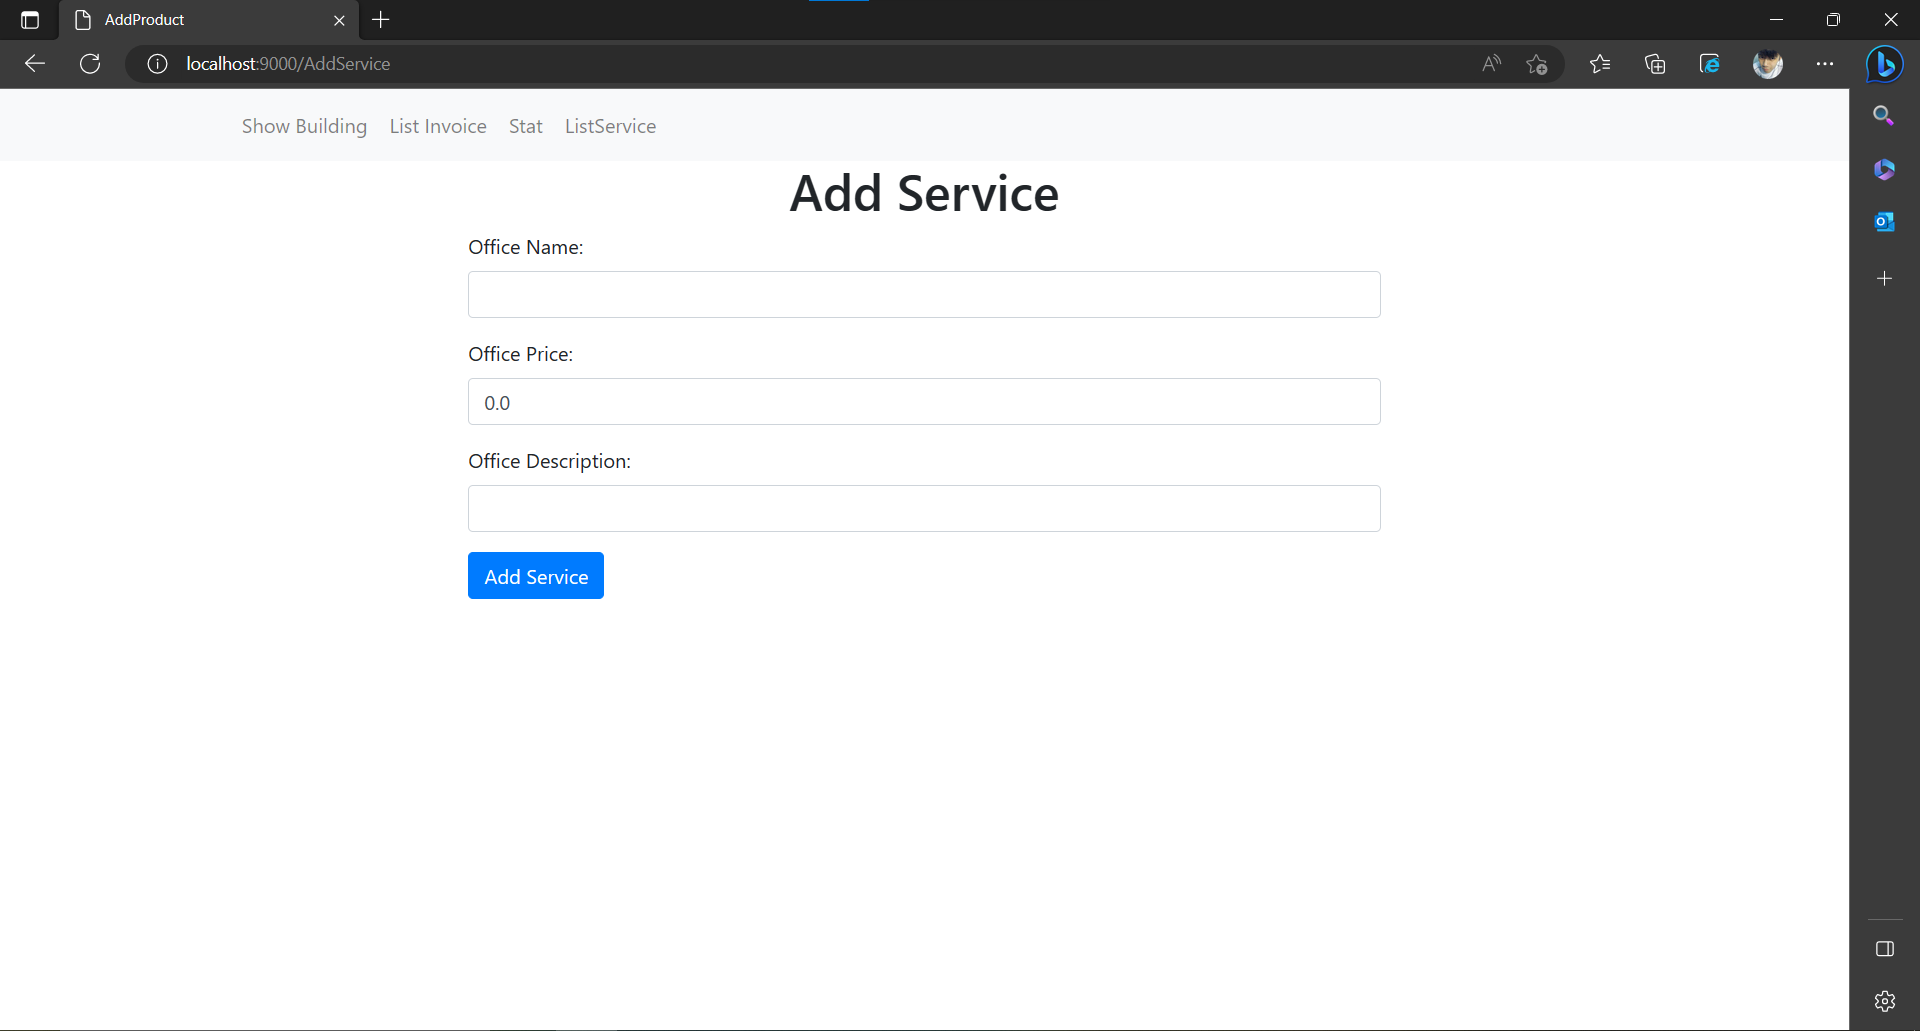 AddProduct
localhost:9000/AddService
Show Building List Invoice Stat ListService
Add Service
Office Name:
Office Price:
0.0
Office Description:
Add Service